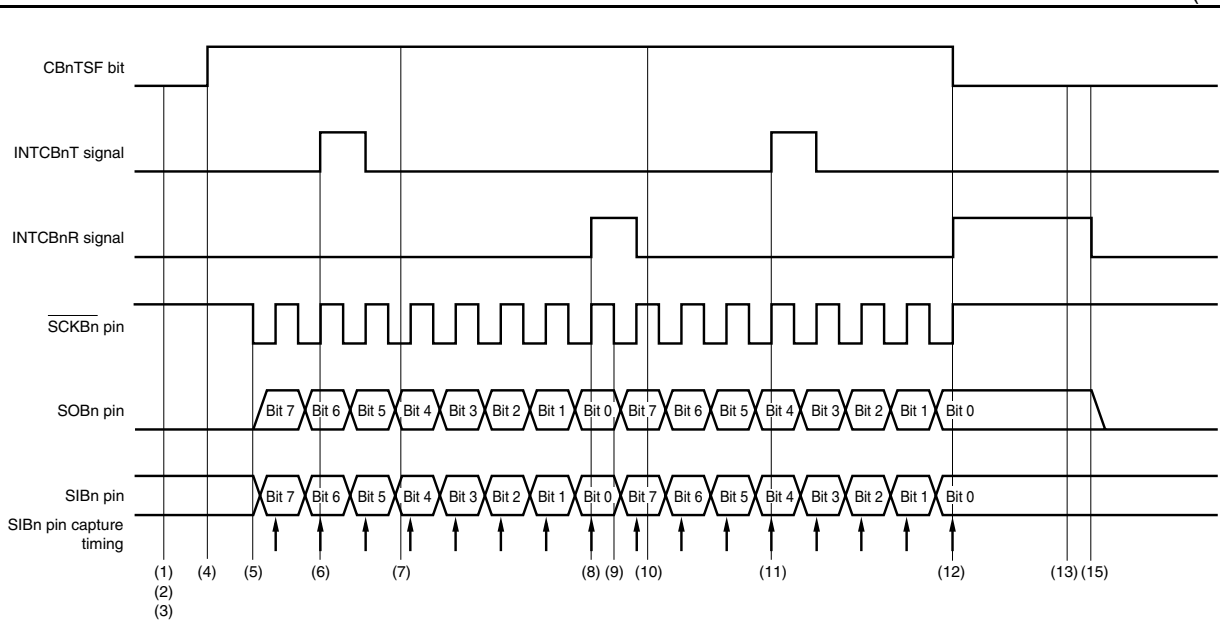 CBnTSF bit
INTCBnT signal
INTCBnR signal
SCKBn pin
SOBn pin Bit 7 Bit 6 Bit 5 Bit 4 Bit 3 Bit 2 Bit 1 Bit 0 Bit 7 Bit 6 Bit 5 Bit 4 Bit 3 Bit 2 Bit 1 Bit 0
SIBn pin Bit 7 Bit 6 Bit 5 Bit 4 Bit 3 Bit 2 Bit 1 Bit 0 Bit 7 Bit 6 Bit 5 Bit 4 Bit 3 Bit 2 Bit 1 Bit 0
SIBn pin capture
timing
(1) (4) (5) (6) (7) (8) (9) (10) (11) (12) (13) (15)
(2)
(3)